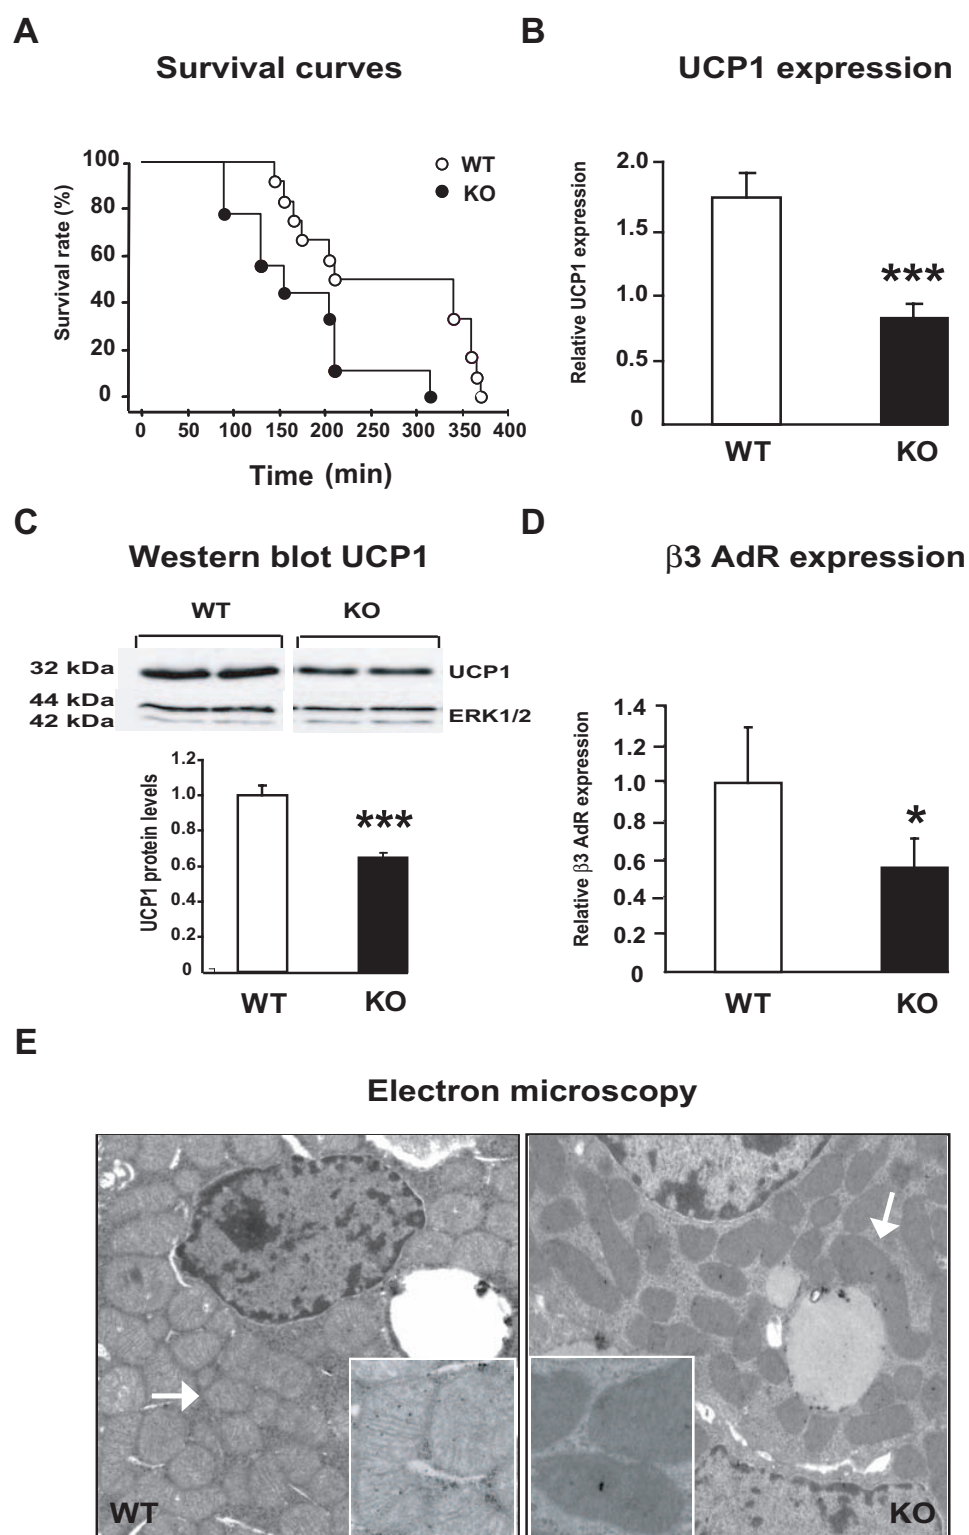 A
Survival curves
Survival rate (%)
100
80
60
40
20
0
WT
KO
0 50 100 150 200 250 300 350 400
Time (min)
B
UCP1 expression
Relative UCP1 expression
2.0
1.5
1.0
0.5
0
***
WT KO
C
Western blot UCP1
WT KO
32 kDa UCP1
44 kDa
42 kDa ERK1/2
UCP1 protein levels
1.2
1.0
0.8
0.6
0.4
0.2
0
***
WT KO
D
β3 AdR expression
Relative β3 AdR expression
1.4
1.2
1.0
0.8
0.6
0.4
0.2
0
*
WT KO
E
Electron microscopy
WT KO